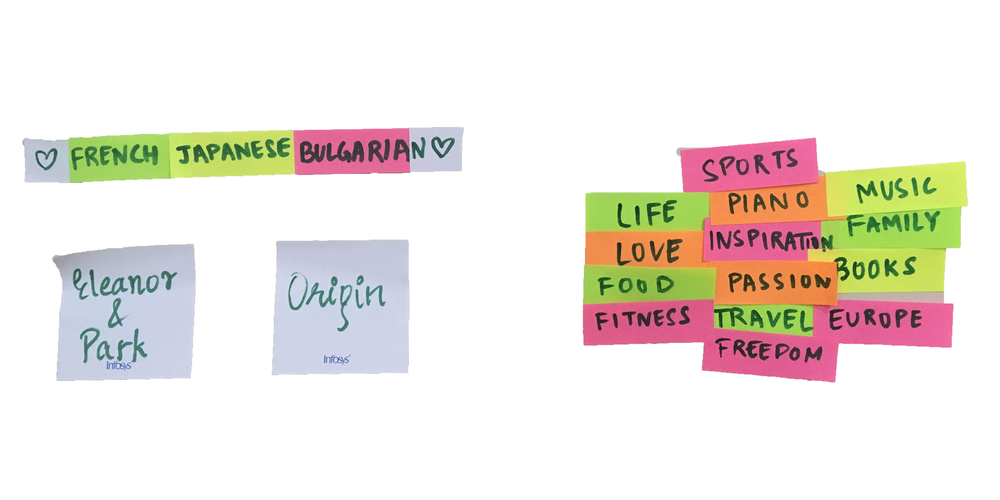 ♡ FRENCH JAPANESE BULGARIAN ♡
Eleanor
&
Park
Infosys
Origin
Infosys
SPORTS
MUSIC
PIANO
LIFE
FAMILY
INSPIRATION
LOVE
BOOKS
PASSION
FOOD
FITNESS TRAVEL EUROPE
FREEDOM